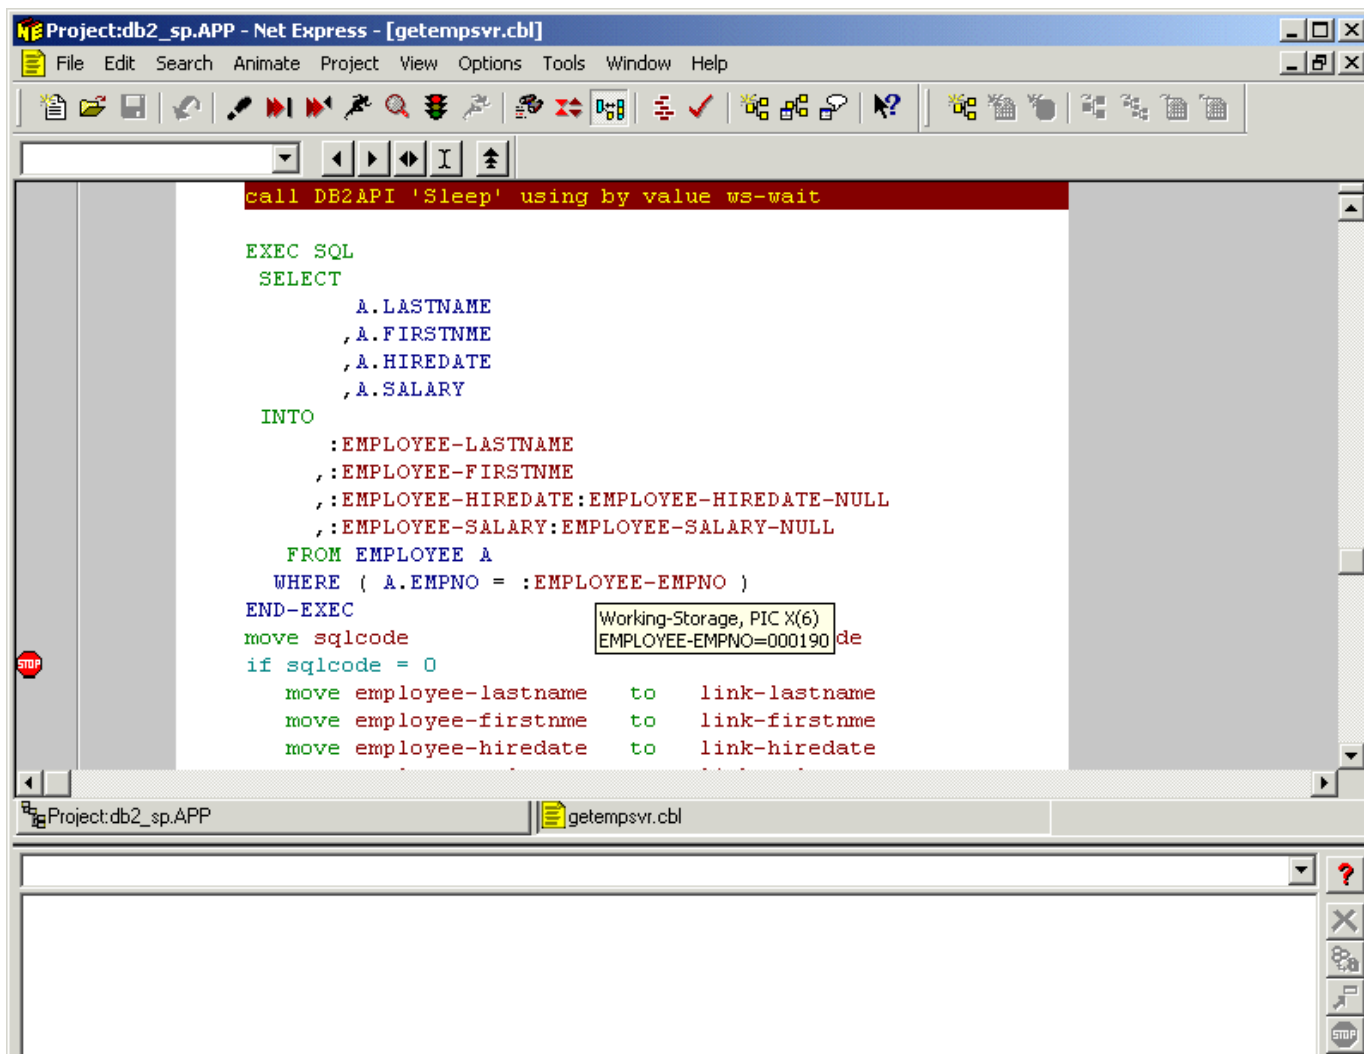 Project:db2_sp.APP - Net Express - [getempsvr.cbl]
File Edit Search Animate Project View Options Tools Window Help
call DB2API 'Sleep' using by value ws-wait
EXEC SQL
SELECT
A.LASTNAME
,A.FIRSTNME
,A.HIREDATE
,A.SALARY
INTO
:EMPLOYEE-LASTNAME
,:EMPLOYEE-FIRSTNME
,:EMPLOYEE-HIREDATE:EMPLOYEE-HIREDATE-NULL
,:EMPLOYEE-SALARY:EMPLOYEE-SALARY-NULL
FROM EMPLOYEE A
WHERE ( A.EMPNO = :EMPLOYEE-EMPNO )
END-EXEC
Working-Storage, PIC X(6)
move sqlcode
EMPLOYEE-EMPNO=000190
de
STOP
if sqlcode = 0
move employee-lastname to link-lastname
move employee-firstnme to link-firstnme
move employee-hiredate to link-hiredate
Project:db2_sp.APP
getempsvr.cbl
STOP